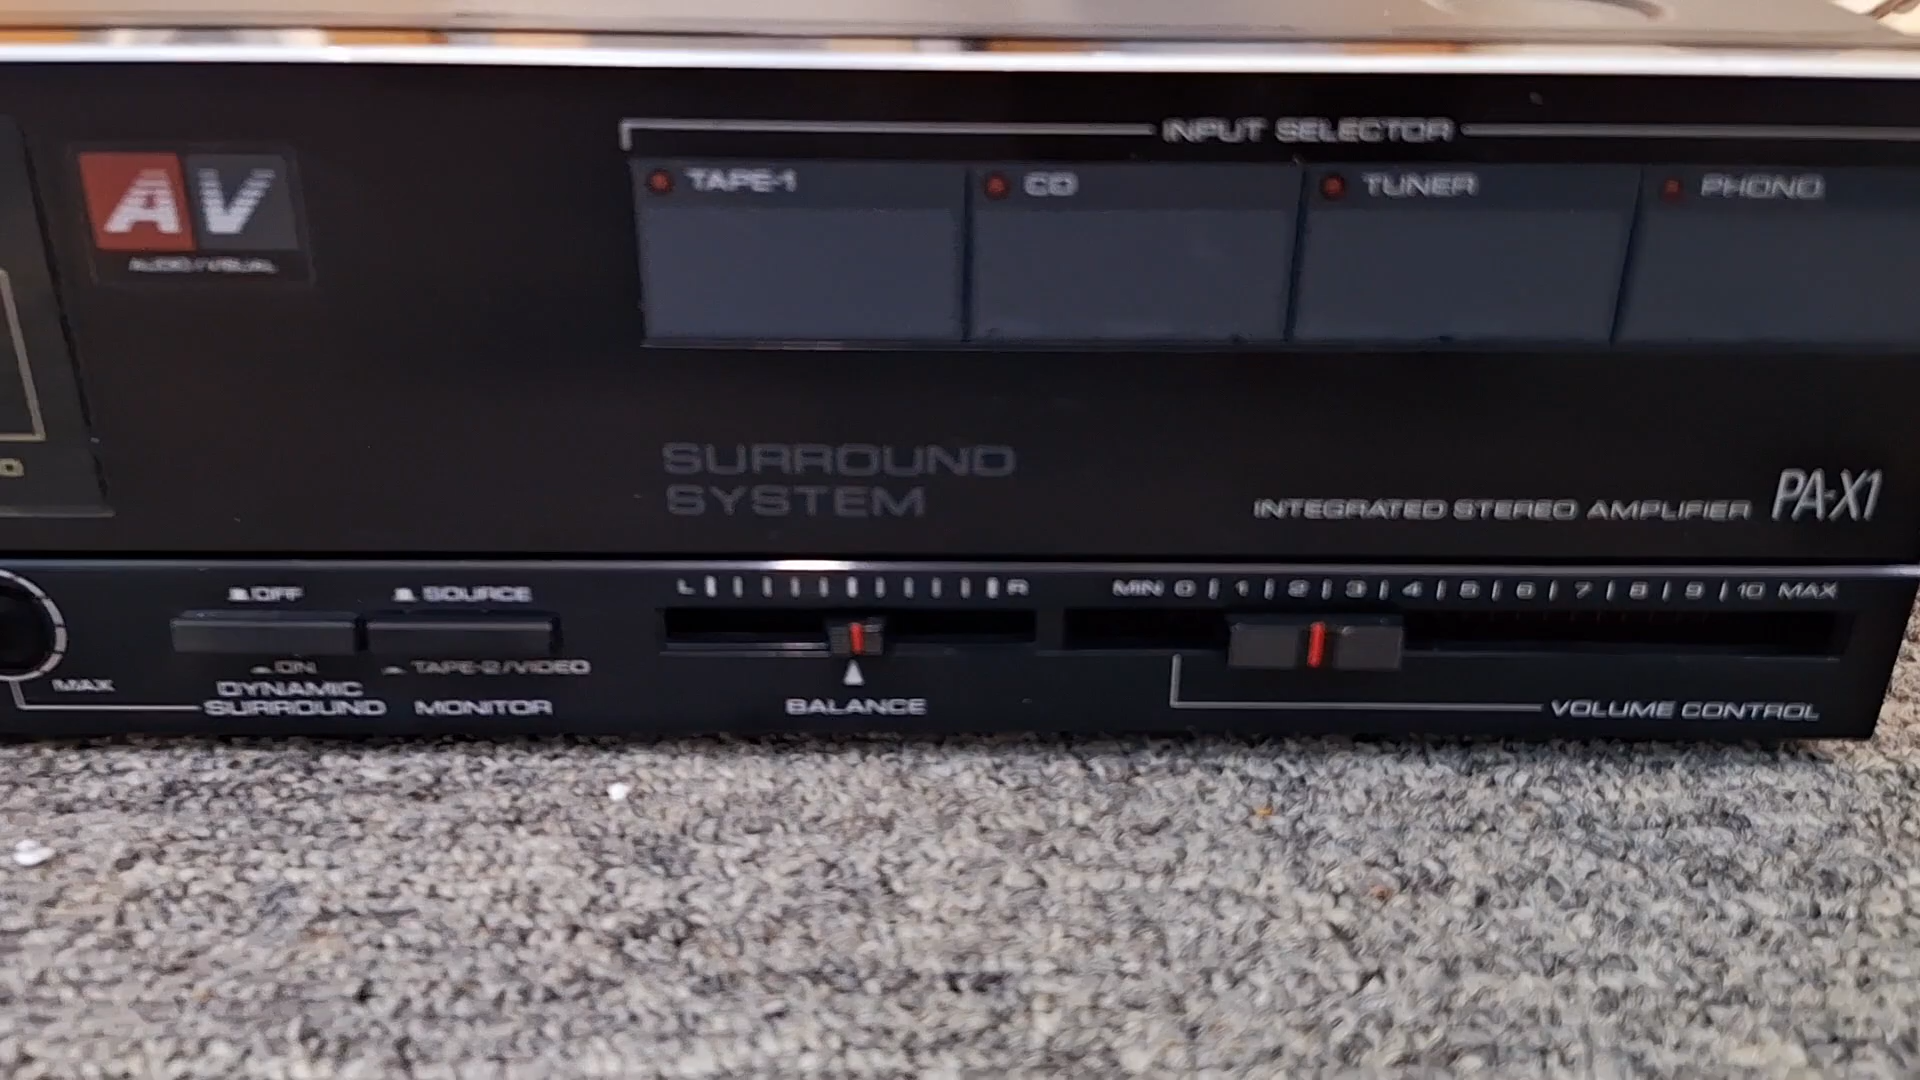 INPUT SELECTOR
AV
AUDIO/VISUAL
TAPE-1
CD
TUNER
PHONO
SURROUND
SYSTEM
INTEGRATED STEREO AMPLIFIER PA-X1
OFF
SOURCE
L R
MIN 0 | 1 | 2 | 3 | 4 | 5 | 6 | 7 | 8 | 9 | 10 MAX
ON
TAPE-2/VIDEO
MAX
DYNAMIC
SURROUND
MONITOR
BALANCE
VOLUME CONTROL